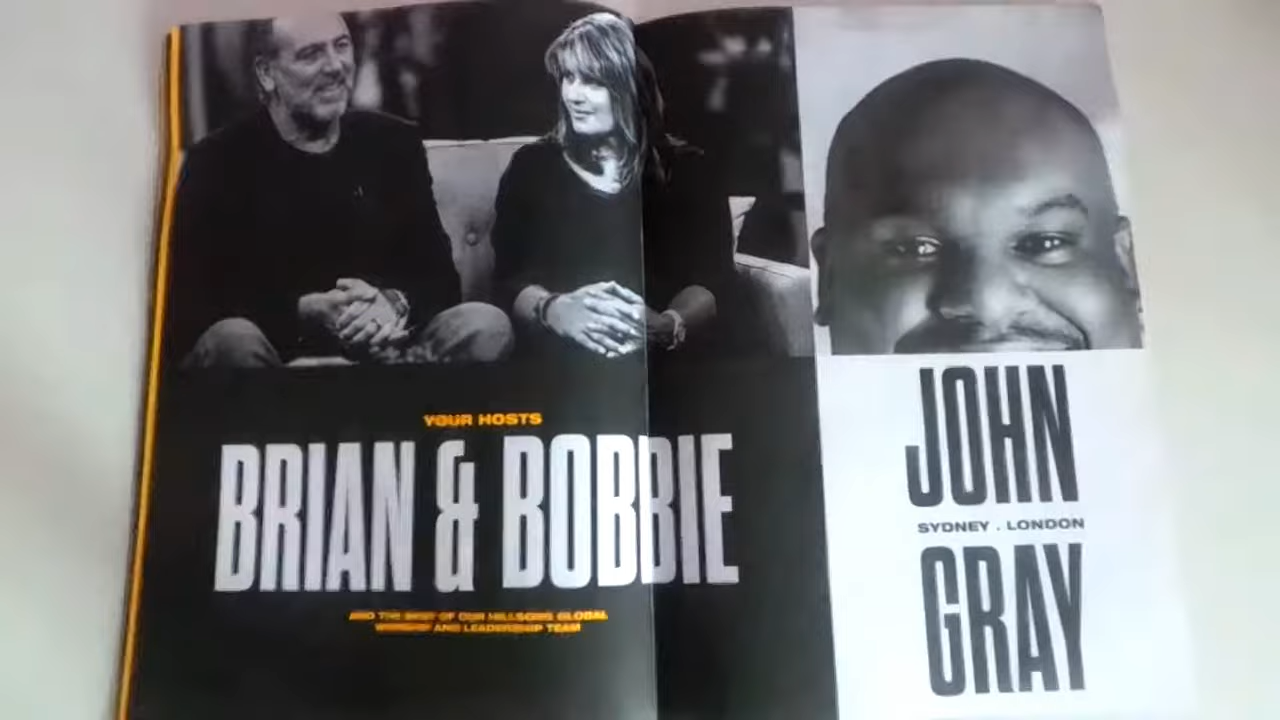 YOUR HOSTS
BRIAN & BOBBIE
AND THE BEST OF OUR HILLSONG GLOBAL
WORSHIP AND LEADERSHIP TEAM
JOHN
SYDNEY . LONDON
GRAY